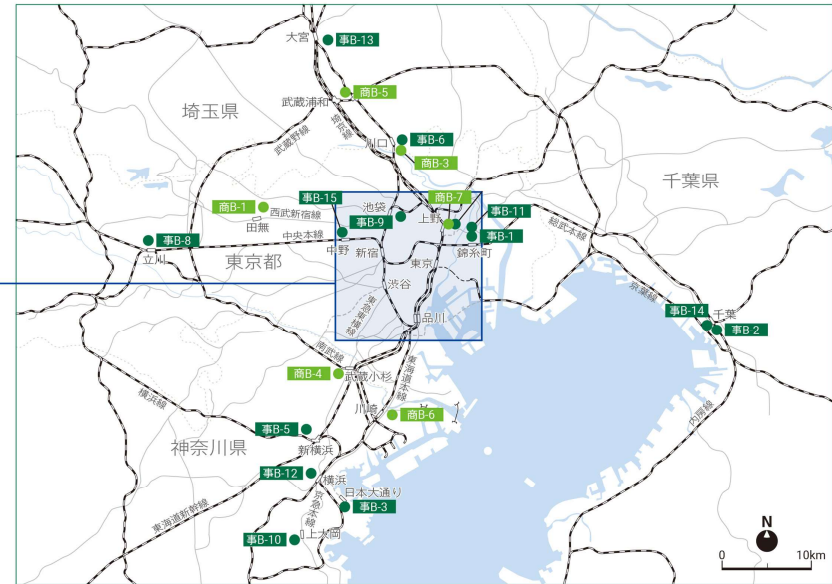 大宮
事B-13
商B-5
武蔵浦和
埼玉県
埼京線
武蔵野線
川口
事B-6
商B-3
千葉県
事B-15
商B-7
商B-1
西武新宿線
田無
池袋
上野
事B-11
事B-9
事B-1
総武本線
中央本線
事B-8
立川
中野
新宿
東京
錦糸町
東京都
渋谷
京葉線
東急東横線
品川
千葉
事B-14
事B-2
南武線
東海道本線
商B-4
武蔵小杉
横浜線
川崎
商B-6
内房線
事B-5
神奈川県
新横浜
事B-12
横浜
日本大通り
京急本線
事B-3
東海道新幹線
上大岡
事B-10
N
0
10km